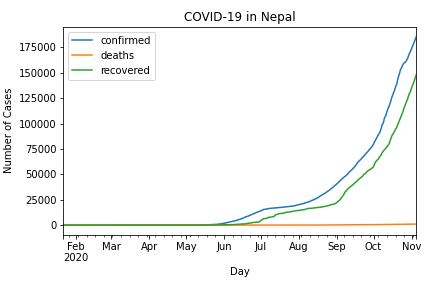 COVID-19 in Nepal
confirmed
deaths
recovered
Number of Cases
175000
150000
125000
100000
75000
50000
25000
0
Feb Mar Apr May Jun Jul Aug Sep Oct Nov
2020
Day